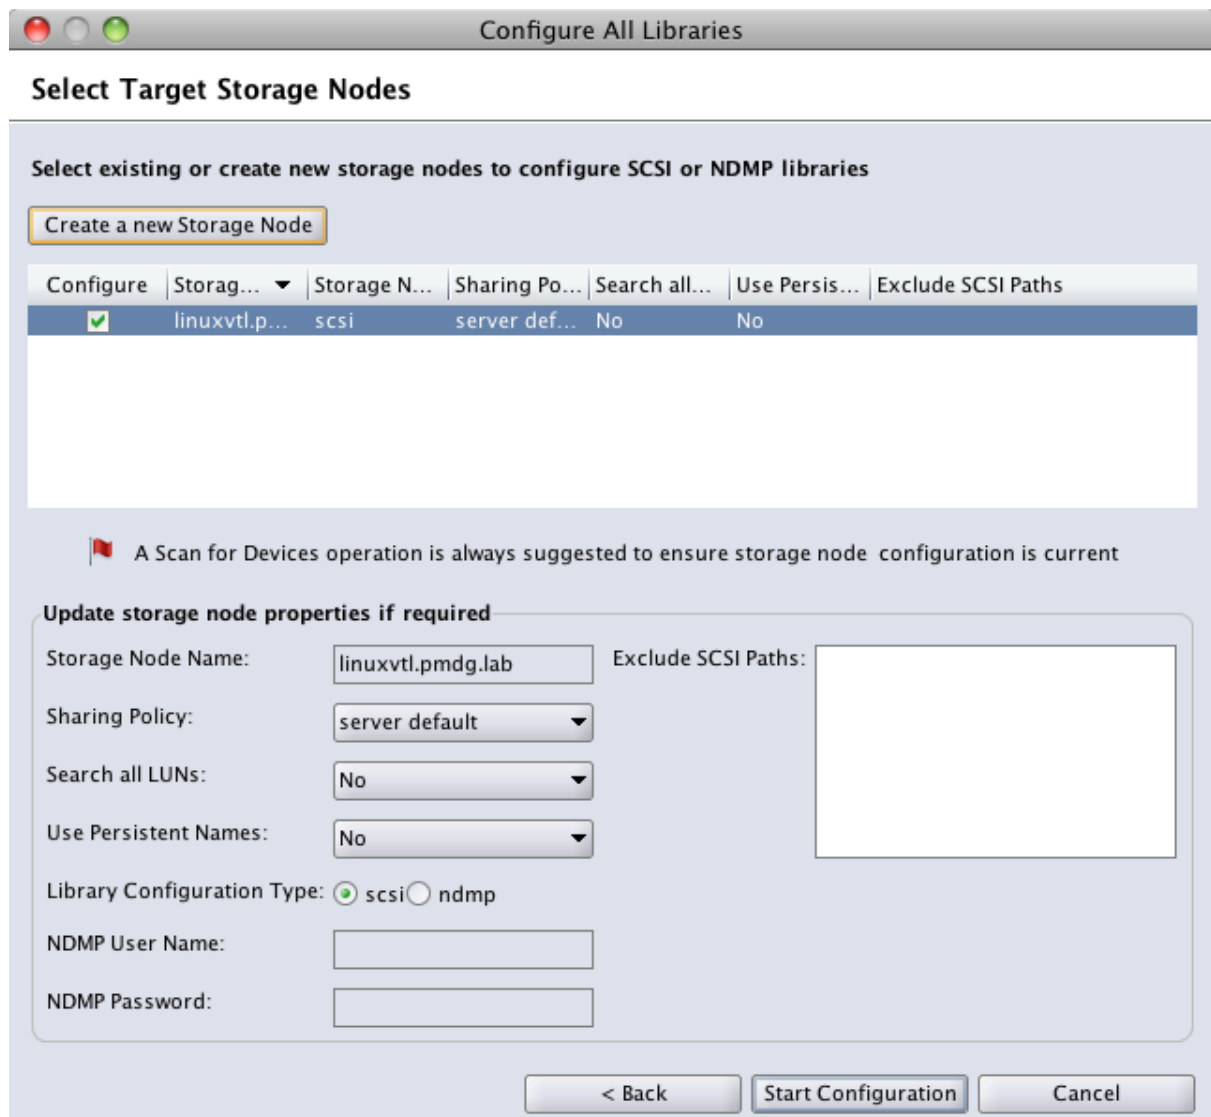 Configure All Libraries
Select Target Storage Nodes
Select existing or create new storage nodes to configure SCSI or NDMP libraries
Create a new Storage Node
Configure Storag... Storage N... Sharing Po... Search all... Use Persis... Exclude SCSI Paths
linuxvtl.p... scsi server def... No No
A Scan for Devices operation is always suggested to ensure storage node configuration is current
Update storage node properties if required
Storage Node Name: linuxvtl.pmdg.lab Exclude SCSI Paths:
Sharing Policy: server default
Search all LUNs: No
Use Persistent Names: No
Library Configuration Type: scsi ndmp
NDMP User Name:
NDMP Password:
< Back Start Configuration Cancel